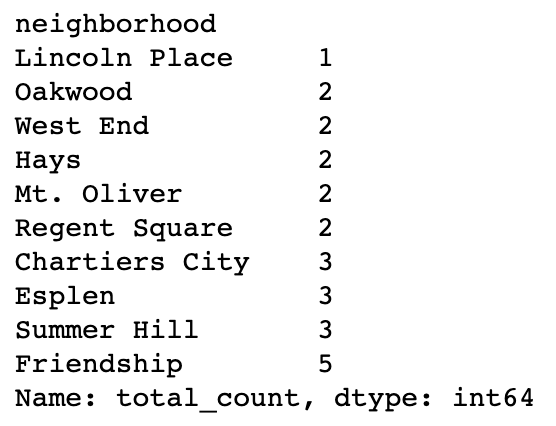 neighborhood
Lincoln Place 1
Oakwood 2
West End 2
Hays 2
Mt. Oliver 2
Regent Square 2
Chartiers City 3
Esplen 3
Summer Hill 3
Friendship 5
Name: total_count, dtype: int64